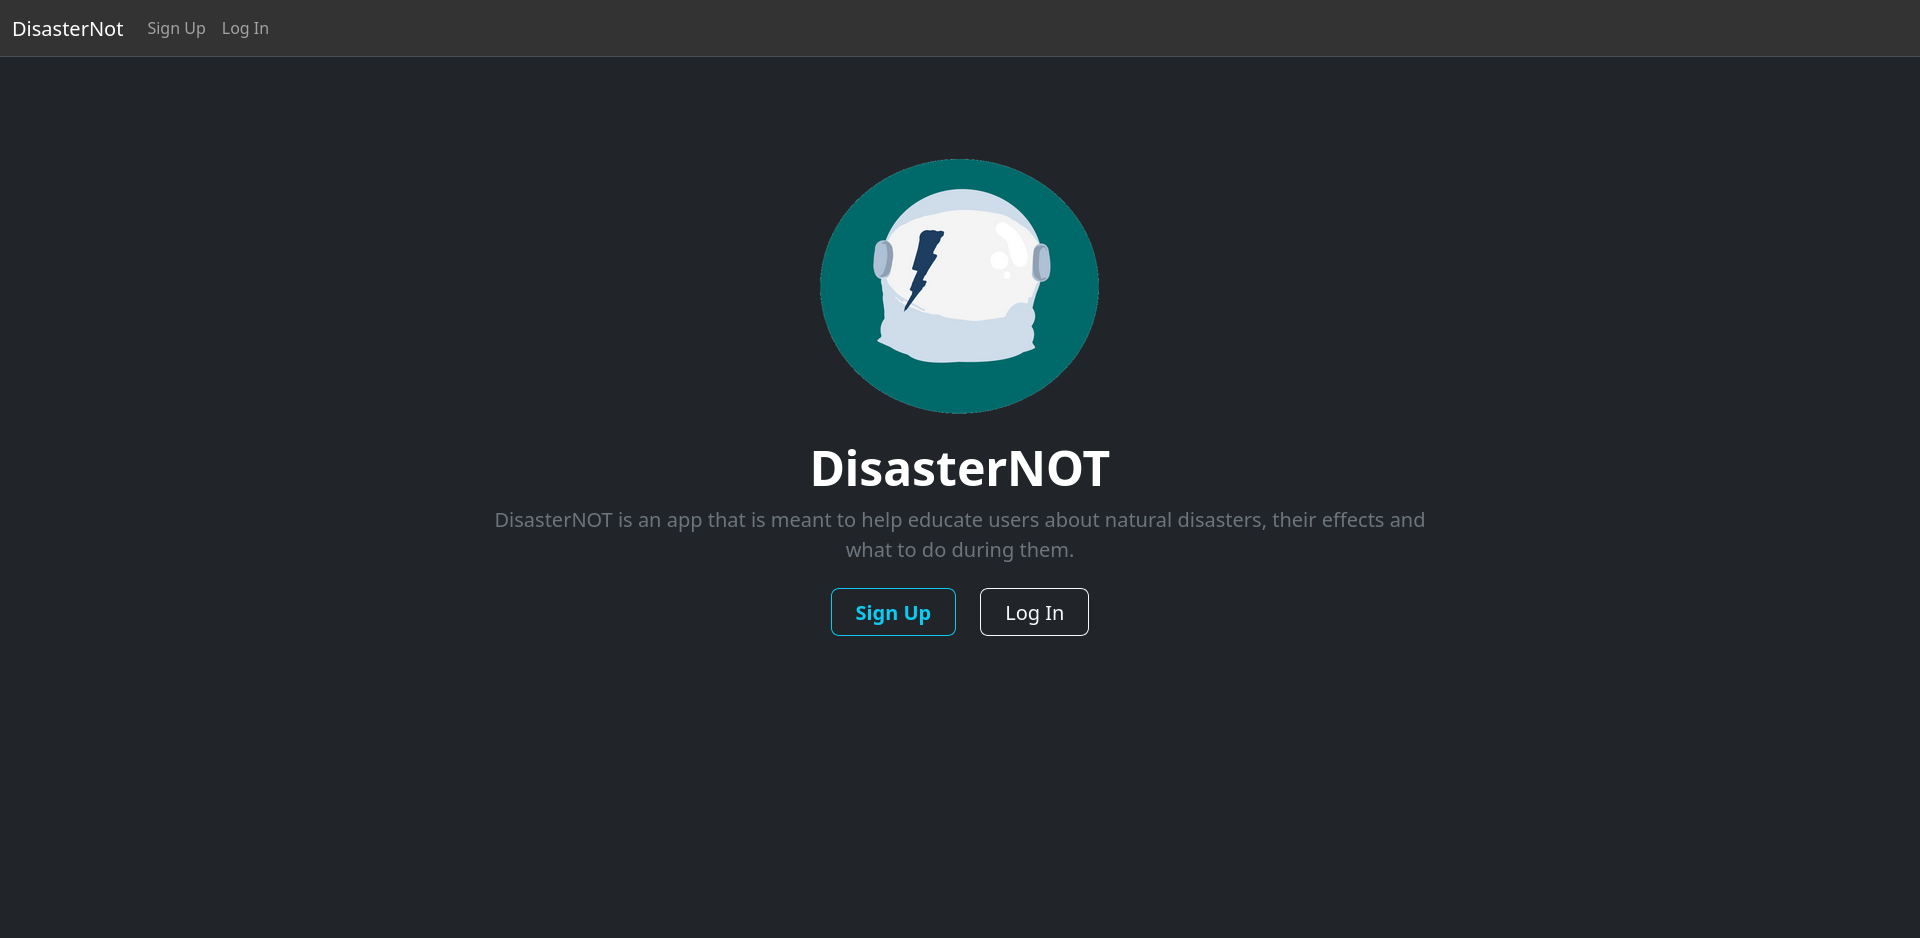 DisasterNot Sign Up Log In
DisasterNOT
DisasterNOT is an app that is meant to help educate users about natural disasters, their effects and
what to do during them.
Sign Up Log In